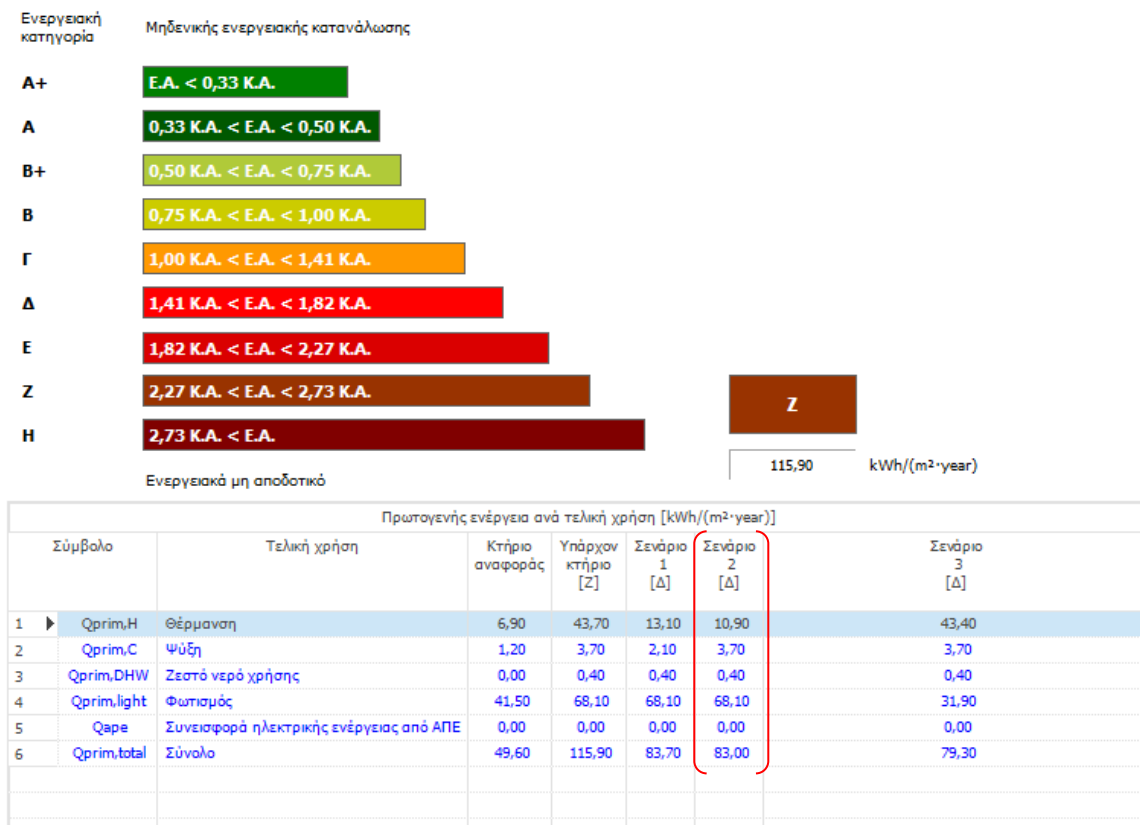 Ενεργειακή
κατηγορία
Μηδενικής ενεργειακής κατανάλωσης
A+ Ε.Α. < 0,33 Κ.Α.
A 0,33 Κ.Α. < Ε.Α. < 0,50 Κ.Α.
B+ 0,50 Κ.Α. < Ε.Α. < 0,75 Κ.Α.
B 0,75 Κ.Α. < Ε.Α. < 1,00 Κ.Α.
Γ 1,00 Κ.Α. < Ε.Α. < 1,41 Κ.Α.
Δ 1,41 Κ.Α. < Ε.Α. < 1,82 Κ.Α.
Ε 1,82 Κ.Α. < Ε.Α. < 2,27 Κ.Α.
Ζ 2,27 Κ.Α. < Ε.Α. < 2,73 Κ.Α. Ζ
Η 2,73 Κ.Α. < Ε.Α.
115,90 kWh/(m²·year)
Ενεργειακά μη αποδοτικό
Πρωτογενής ενέργεια ανά τελική χρήση [kWh/(m²·year)]
Σύμβολο Τελική χρήση Κτήριο Υπάρχον Σενάριο Σενάριο Σενάριο
αναφοράς κτήριο 1 2 3
[Ζ] [Δ] [Δ] [Δ]
1 Qprim,H Θέρμανση 6,90 43,70 13,10 10,90 43,40
2 Qprim,C Ψύξη 1,20 3,70 2,10 3,70 3,70
3 Qprim,DHW Ζεστό νερό χρήσης 0,00 0,40 0,40 0,40 0,40
4 Qprim,light Φωτισμός 41,50 68,10 68,10 68,10 31,90
5 Qape Συνεισφορά ηλεκτρικής ενέργειας από ΑΠΕ 0,00 0,00 0,00 0,00 0,00
6 Qprim,total Σύνολο 49,60 115,90 83,70 83,00 79,30